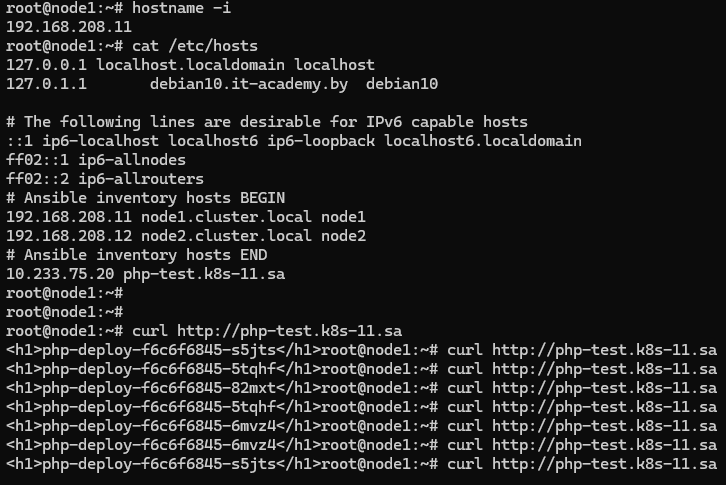 root@node1:~# hostname -i
192.168.208.11
root@node1:~# cat /etc/hosts
127.0.0.1 localhost.localdomain localhost
127.0.1.1       debian10.it-academy.by  debian10

# The following lines are desirable for IPv6 capable hosts
::1 ip6-localhost localhost6 ip6-loopback localhost6.localdomain
ff02::1 ip6-allnodes
ff02::2 ip6-allrouters
# Ansible inventory hosts BEGIN
192.168.208.11 node1.cluster.local node1
192.168.208.12 node2.cluster.local node2
# Ansible inventory hosts END
10.233.75.20 php-test.k8s-11.sa
root@node1:~#
root@node1:~#
root@node1:~# curl http://php-test.k8s-11.sa
<h1>php-deploy-f6c6f6845-s5jts</h1>root@node1:~# curl http://php-test.k8s-11.sa
<h1>php-deploy-f6c6f6845-5tqhf</h1>root@node1:~# curl http://php-test.k8s-11.sa
<h1>php-deploy-f6c6f6845-82mxt</h1>root@node1:~# curl http://php-test.k8s-11.sa
<h1>php-deploy-f6c6f6845-5tqhf</h1>root@node1:~# curl http://php-test.k8s-11.sa
<h1>php-deploy-f6c6f6845-6mvz4</h1>root@node1:~# curl http://php-test.k8s-11.sa
<h1>php-deploy-f6c6f6845-6mvz4</h1>root@node1:~# curl http://php-test.k8s-11.sa
<h1>php-deploy-f6c6f6845-s5jts</h1>root@node1:~# curl http://php-test.k8s-11.sa